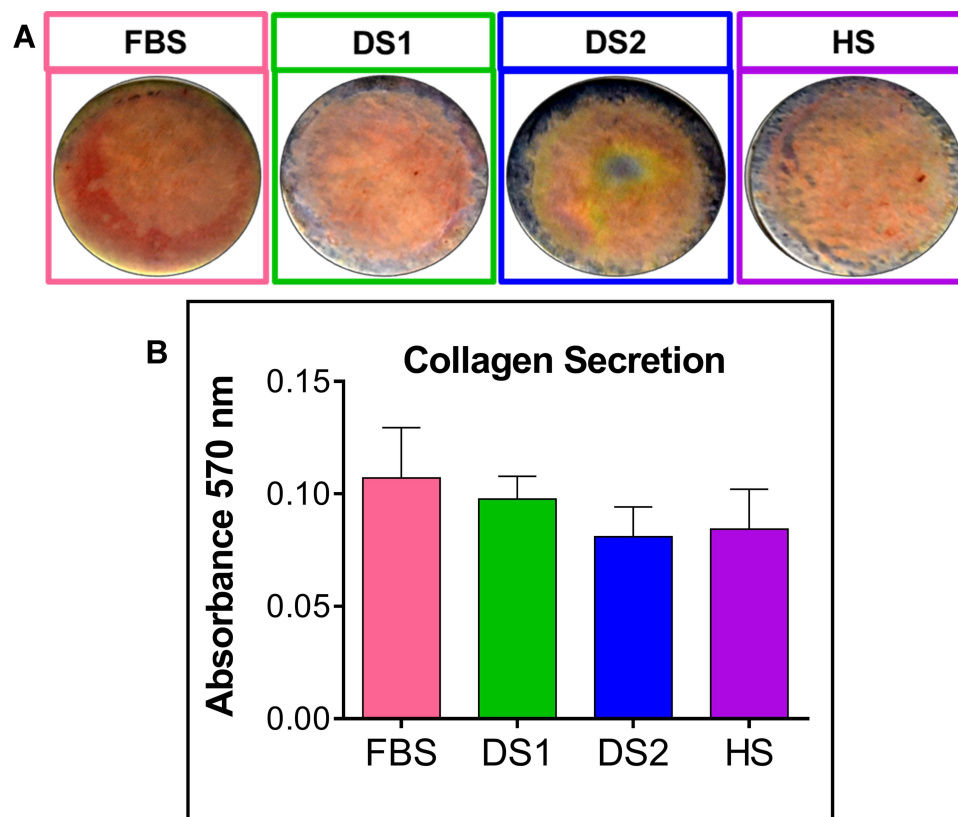 A
FBS DS1 DS2 HS
B
Collagen Secretion
Absorbance 570 nm
0.15
0.10
0.05
0.00
FBS DS1 DS2 HS